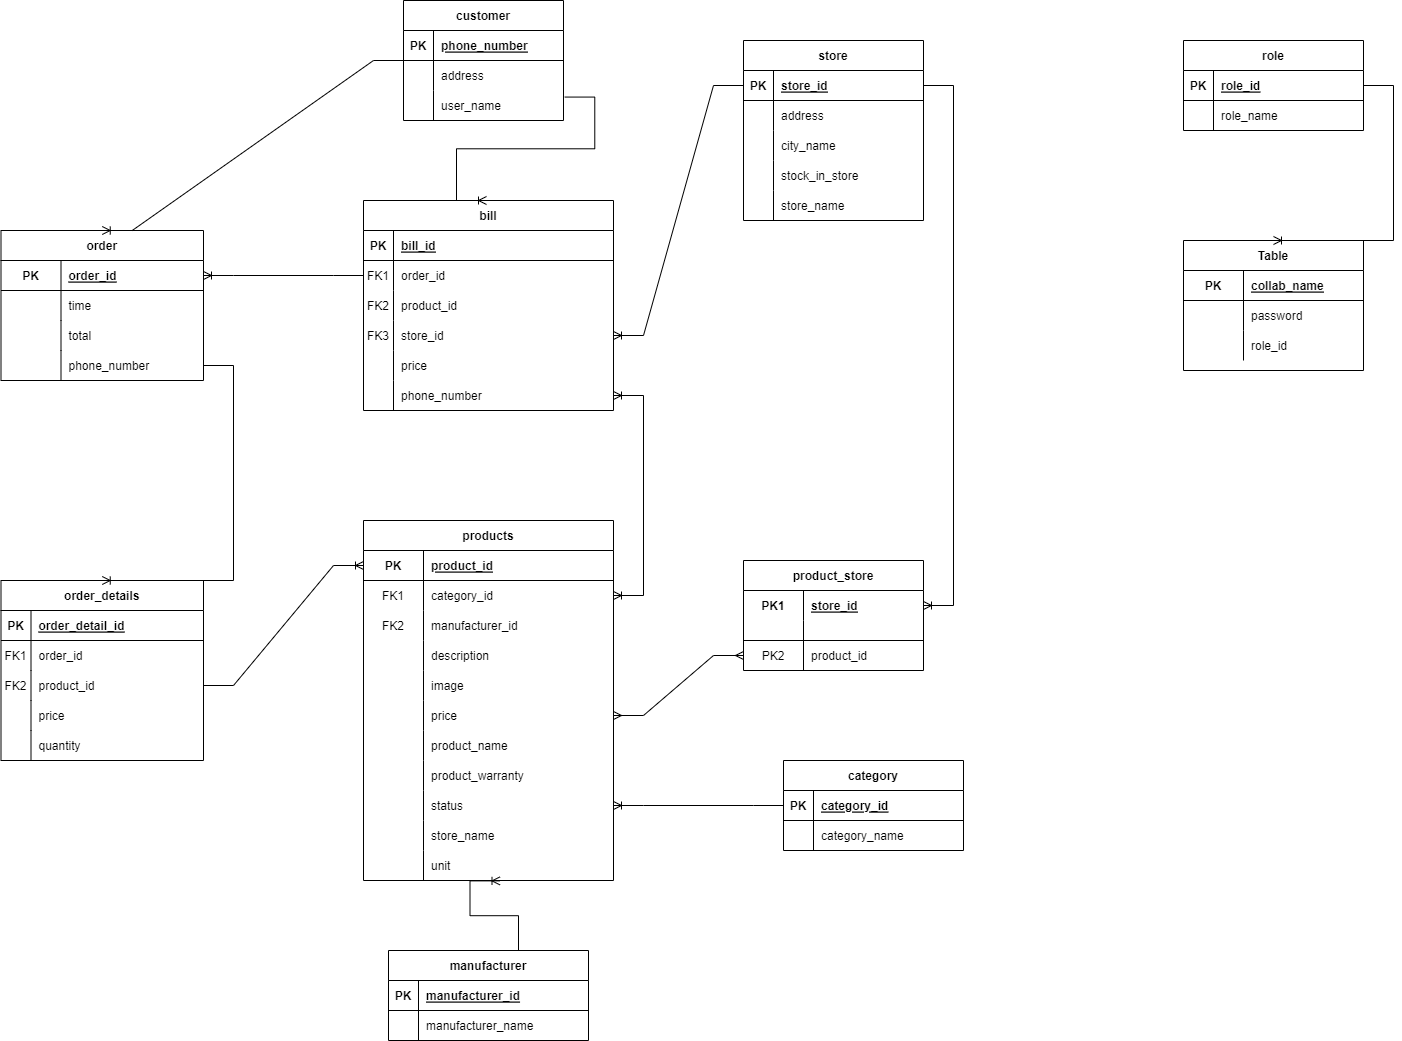 customer
PK phone_number
address
user_name
store
PK store_id
address
city_name
stock_in_store
store_name
role
PK role_id
role_name
order
PK order_id
time
total
phone_number
bill
PK bill_id
FK1 order_id
FK2 product_id
FK3 store_id
price
phone_number
Table
PK collab_name
password
role_id
order_details
PK order_detail_id
FK1 order_id
FK2 product_id
price
quantity
products
PK product_id
FK1 category_id
FK2 manufacturer_id
description
image
price
product_name
product_warranty
status
store_name
unit
product_store
PK1 store_id
PK2 product_id
category
PK category_id
category_name
manufacturer
PK manufacturer_id
manufacturer_name